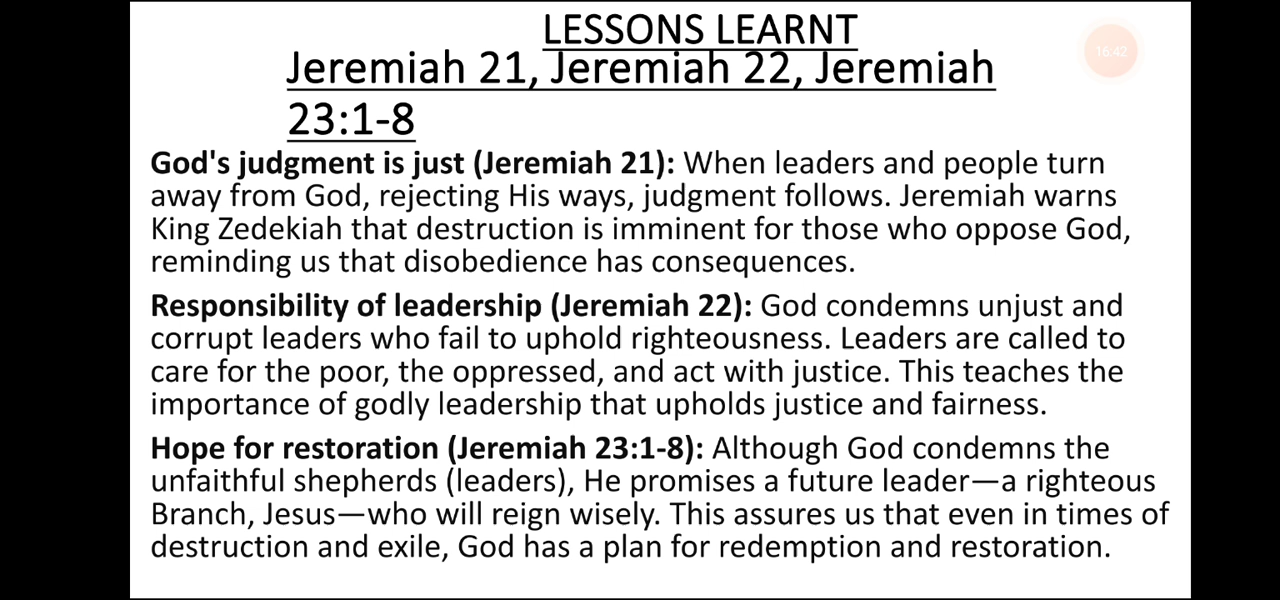 LESSONS LEARNT
16:42
Jeremiah 21, Jeremiah 22, Jeremiah
23:1-8
God's judgment is just (Jeremiah 21): When leaders and people turn
away from God, rejecting His ways, judgment follows. Jeremiah warns
King Zedekiah that destruction is imminent for those who oppose God,
reminding us that disobedience has consequences.
Responsibility of leadership (Jeremiah 22): God condemns unjust and
corrupt leaders who fail to uphold righteousness. Leaders are called to
care for the poor, the oppressed, and act with justice. This teaches the
importance of godly leadership that upholds justice and fairness.
Hope for restoration (Jeremiah 23:1-8): Although God condemns the
unfaithful shepherds (leaders), He promises a future leader—a righteous
Branch, Jesus—who will reign wisely. This assures us that even in times of
destruction and exile, God has a plan for redemption and restoration.